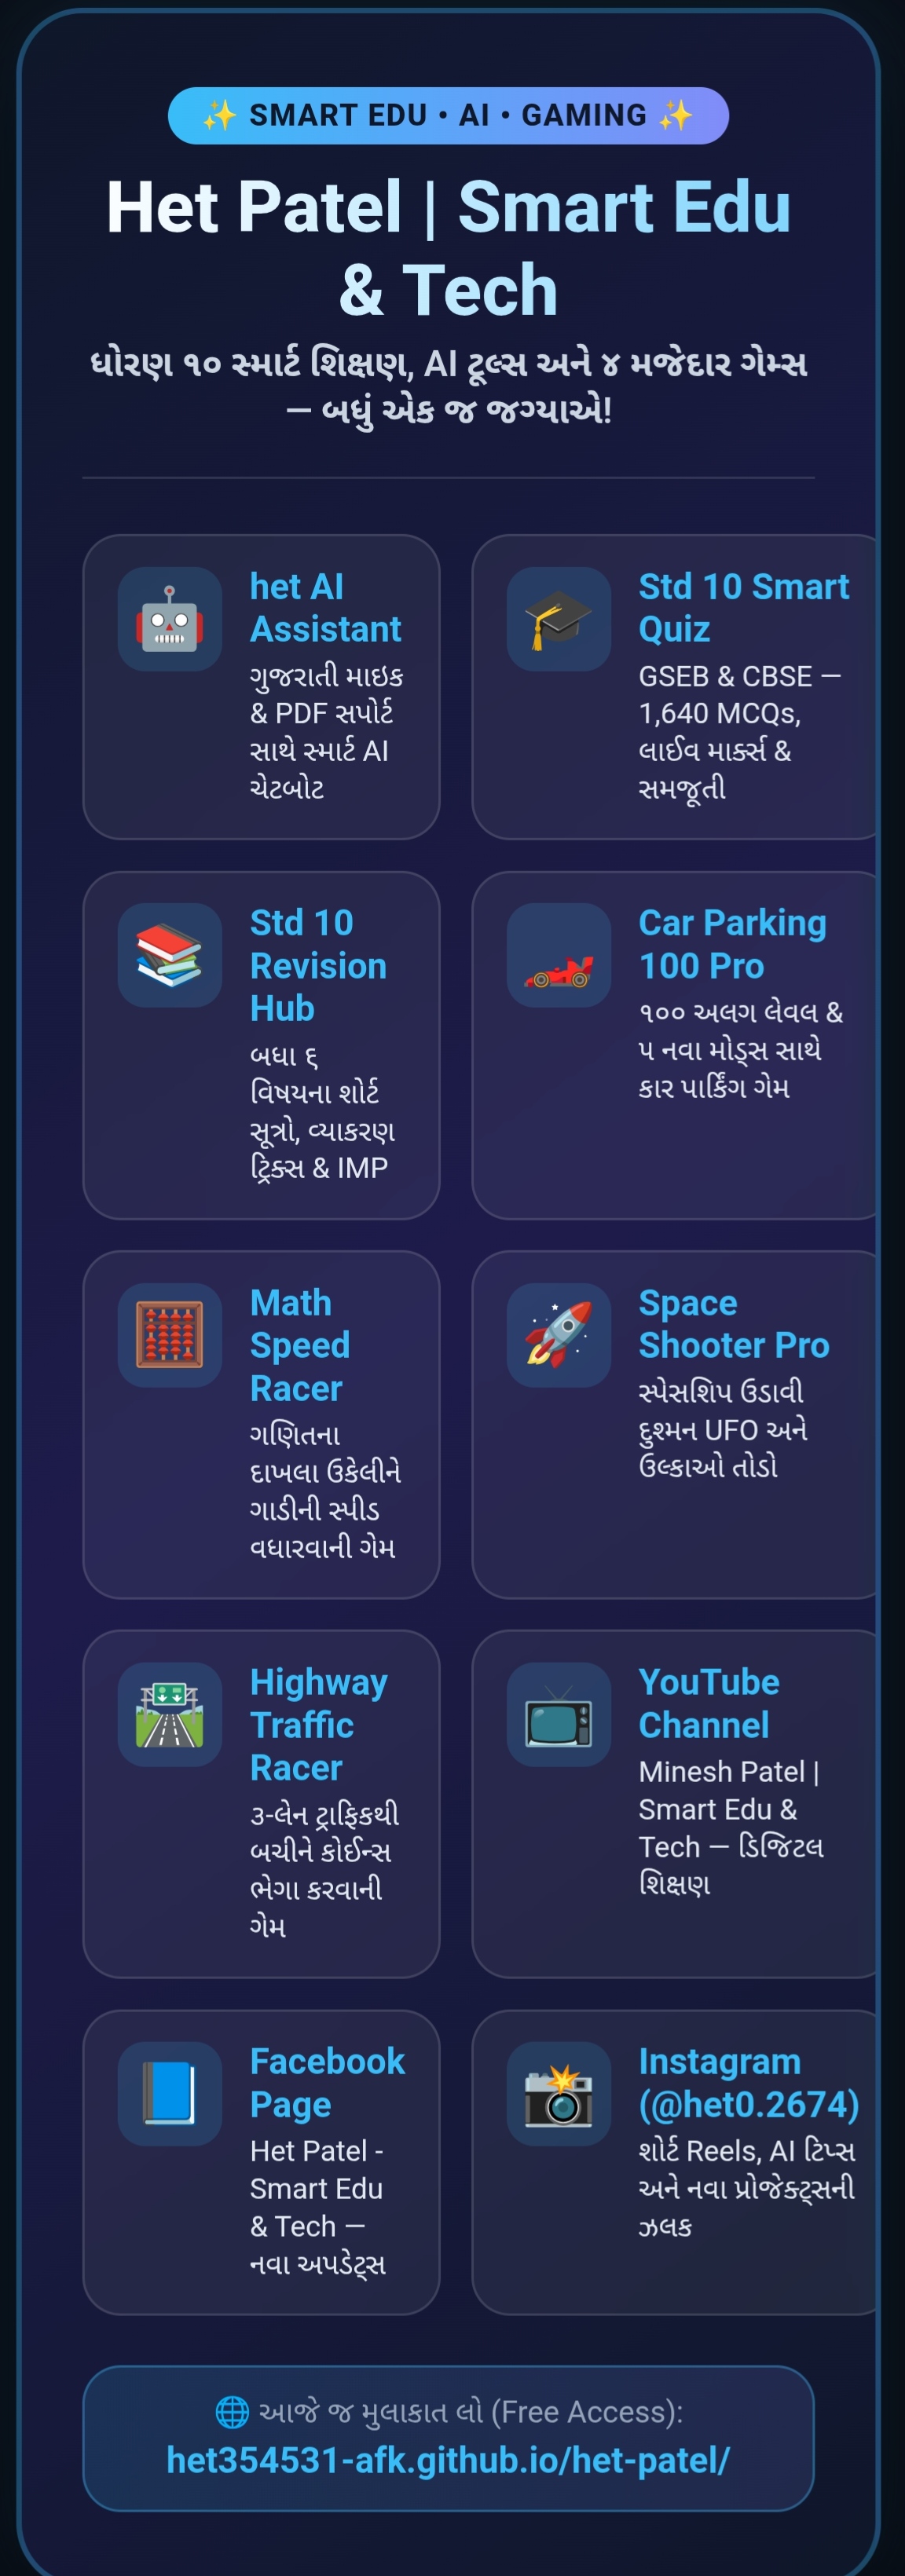 ✨ SMART EDU • AI • GAMING ✨
Het Patel | Smart Edu
& Tech
ધોરણ ૧૦ સ્માર્ટ શિક્ષણ, AI ટૂલ્સ અને ૪ મજેદાર ગેમ્સ
— બધું એક જ જગ્યાએ!
het AI
Assistant
ગુજરાતી માઇક
& PDF સપોર્ટ
સાથે સ્માર્ટ AI
ચેટબોટ
Std 10 Smart
Quiz
GSEB & CBSE —
1,640 MCQs,
લાઈવ માર્ક્સ &
સમજૂતી
Std 10
Revision
Hub
બધા ૬
વિષયના શોર્ટ
સૂત્રો, વ્યાકરણ
ટ્રિક્સ & IMP
Car Parking
100 Pro
૧૦૦ અલગ લેવલ &
૫ નવા મોડ્સ સાથે
કાર પાર્કિંગ ગેમ
Math
Speed
Racer
ગણિતના
દાખલા ઉકેલીને
ગાડીની સ્પીડ
વધારવાની ગેમ
Space
Shooter Pro
સ્પેસશિપ ઉડાવી
દુશ્મન UFO અને
ઉલ્કાઓ તોડો
Highway
Traffic
Racer
૩-લેન ટ્રાફિકથી
બચીને કોઈન્સ
ભેગા કરવાની
ગેમ
YouTube
Channel
Minesh Patel |
Smart Edu &
Tech — ડિજિટલ
શિક્ષણ
Facebook
Page
Het Patel -
Smart Edu
& Tech —
નવા અપડેટ્સ
Instagram
(@het0.2674)
શોર્ટ Reels, AI ટિપ્સ
અને નવા પ્રોજેક્ટ્સની
ઝલક
🌐 આજે જ મુલાકાત લો (Free Access):
het354531-afk.github.io/het-patel/